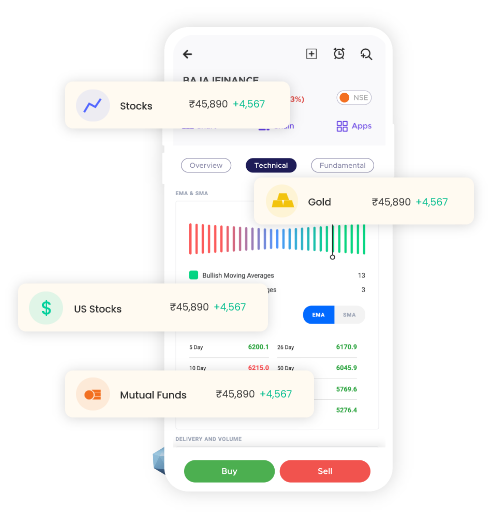 BAJAJFINANCE
Stocks ₹45,890 +4,567
3%)
NSE
Chain
Apps
Overview Technical Fundamental
EMA & SMA
Gold ₹45,890 +4,567
Bullish Moving Averages 13
3
US Stocks ₹45,890 +4,567
EMA SMA
5 Day 6200.1 26 Day 6170.9
10 Day 6215.0 50 Day 6045.9
Mutual Funds ₹45,890 +4,567
5769.6
5276.4
DELIVERY AND VOLUME
Buy Sell